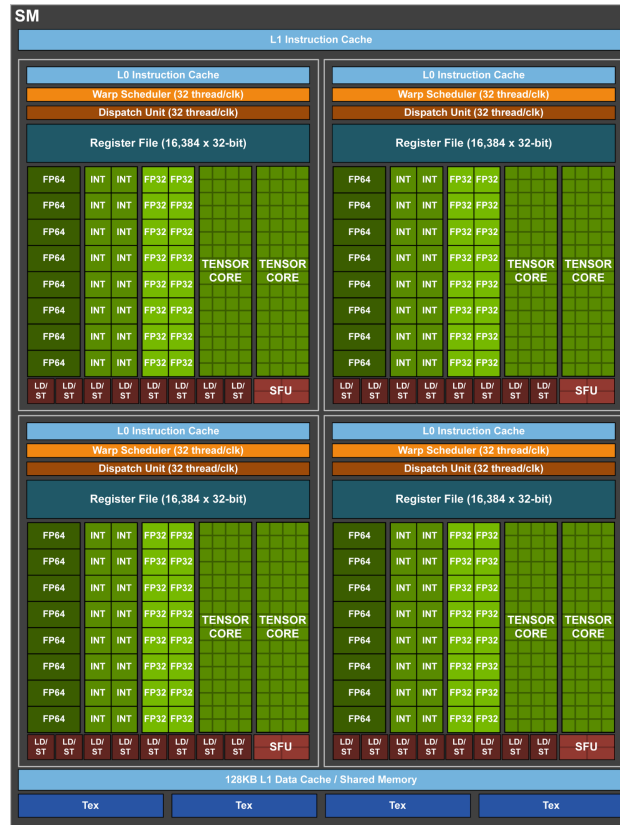 SM
L1 Instruction Cache
L0 Instruction Cache
Warp Scheduler (32 thread/clk)
Dispatch Unit (32 thread/clk)
Register File (16,384 x 32-bit)
FP64 INT INT FP32 FP32
FP64 INT INT FP32 FP32
FP64 INT INT FP32 FP32
FP64 INT INT FP32 FP32
TENSOR CORE TENSOR CORE
FP64 INT INT FP32 FP32
FP64 INT INT FP32 FP32
FP64 INT INT FP32 FP32
FP64 INT INT FP32 FP32
LD/ST LD/ST LD/ST LD/ST LD/ST LD/ST LD/ST LD/ST SFU
L0 Instruction Cache
Warp Scheduler (32 thread/clk)
Dispatch Unit (32 thread/clk)
Register File (16,384 x 32-bit)
FP64 INT INT FP32 FP32
FP64 INT INT FP32 FP32
FP64 INT INT FP32 FP32
FP64 INT INT FP32 FP32
TENSOR CORE TENSOR CORE
FP64 INT INT FP32 FP32
FP64 INT INT FP32 FP32
FP64 INT INT FP32 FP32
FP64 INT INT FP32 FP32
LD/ST LD/ST LD/ST LD/ST LD/ST LD/ST LD/ST LD/ST SFU
L0 Instruction Cache
Warp Scheduler (32 thread/clk)
Dispatch Unit (32 thread/clk)
Register File (16,384 x 32-bit)
FP64 INT INT FP32 FP32
FP64 INT INT FP32 FP32
FP64 INT INT FP32 FP32
FP64 INT INT FP32 FP32
TENSOR CORE TENSOR CORE
FP64 INT INT FP32 FP32
FP64 INT INT FP32 FP32
FP64 INT INT FP32 FP32
FP64 INT INT FP32 FP32
LD/ST LD/ST LD/ST LD/ST LD/ST LD/ST LD/ST LD/ST SFU
L0 Instruction Cache
Warp Scheduler (32 thread/clk)
Dispatch Unit (32 thread/clk)
Register File (16,384 x 32-bit)
FP64 INT INT FP32 FP32
FP64 INT INT FP32 FP32
FP64 INT INT FP32 FP32
FP64 INT INT FP32 FP32
TENSOR CORE TENSOR CORE
FP64 INT INT FP32 FP32
FP64 INT INT FP32 FP32
FP64 INT INT FP32 FP32
FP64 INT INT FP32 FP32
LD/ST LD/ST LD/ST LD/ST LD/ST LD/ST LD/ST LD/ST SFU
128KB L1 Data Cache / Shared Memory
Tex Tex Tex Tex